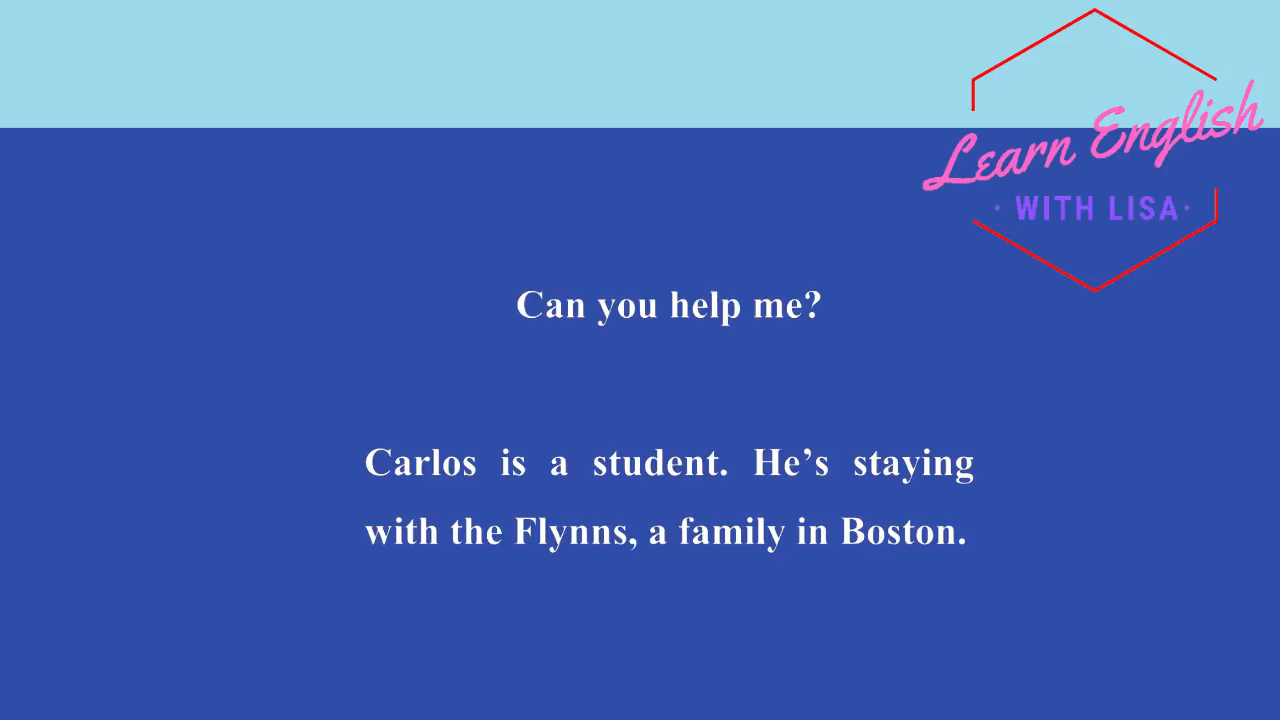 Learn English
· WITH LISA ·
Can you help me?
Carlos is a student. He’s staying
with the Flynns, a family in Boston.